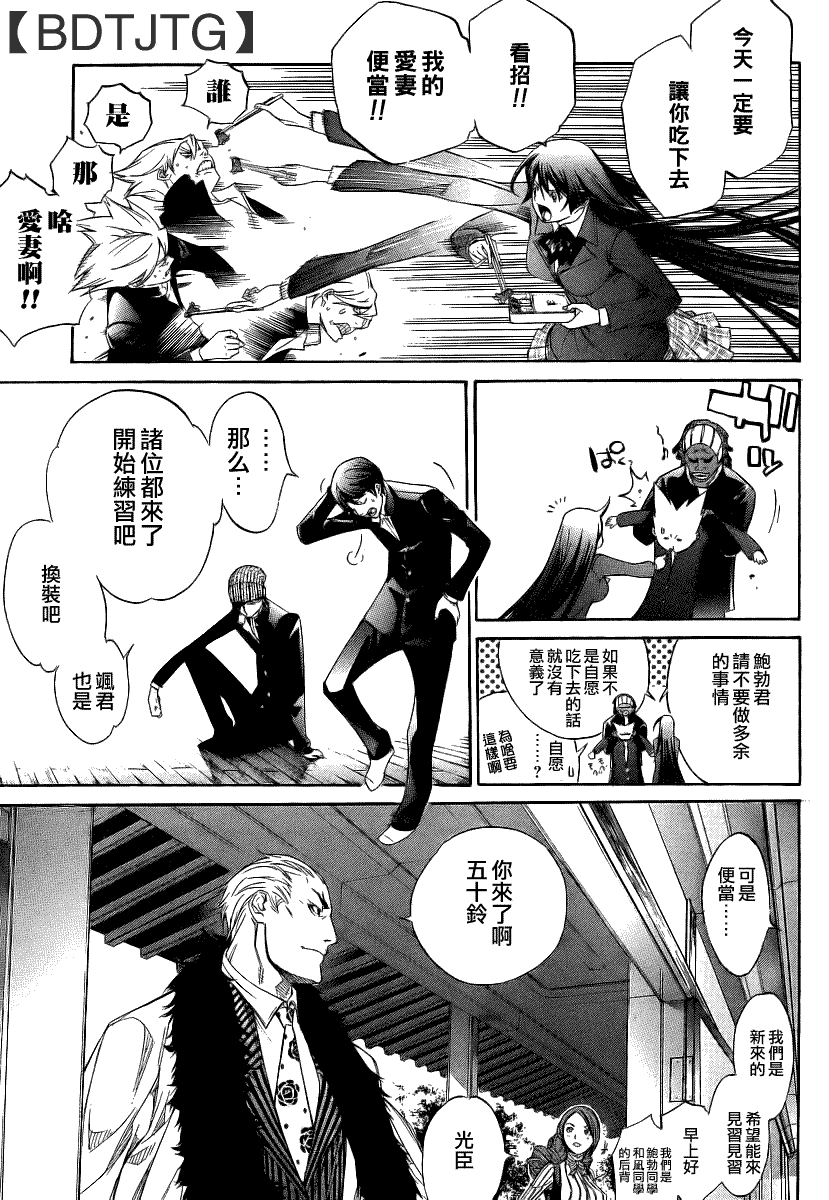 【BDTJTG】
今天一定要
讓你吃下去
看招!!
我的
愛妻
便當!!
誰
是
那
啥
愛妻啊!!
ガ
ばく
鮑勃君
請不要做多余
的事情
如果不
是自愿
吃下去的話
就沒有
意義了
自愿
……?
為啥要
這樣啊
……
那么…
諸位都來了
開始練習吧
換裝吧
颯君
也是
可是
便當……
你來了啊
五十鈴
我們是
新來的
希望能來
見習見習
早上好
我們是
鮑勃同學
和凪同學
的后背
光臣